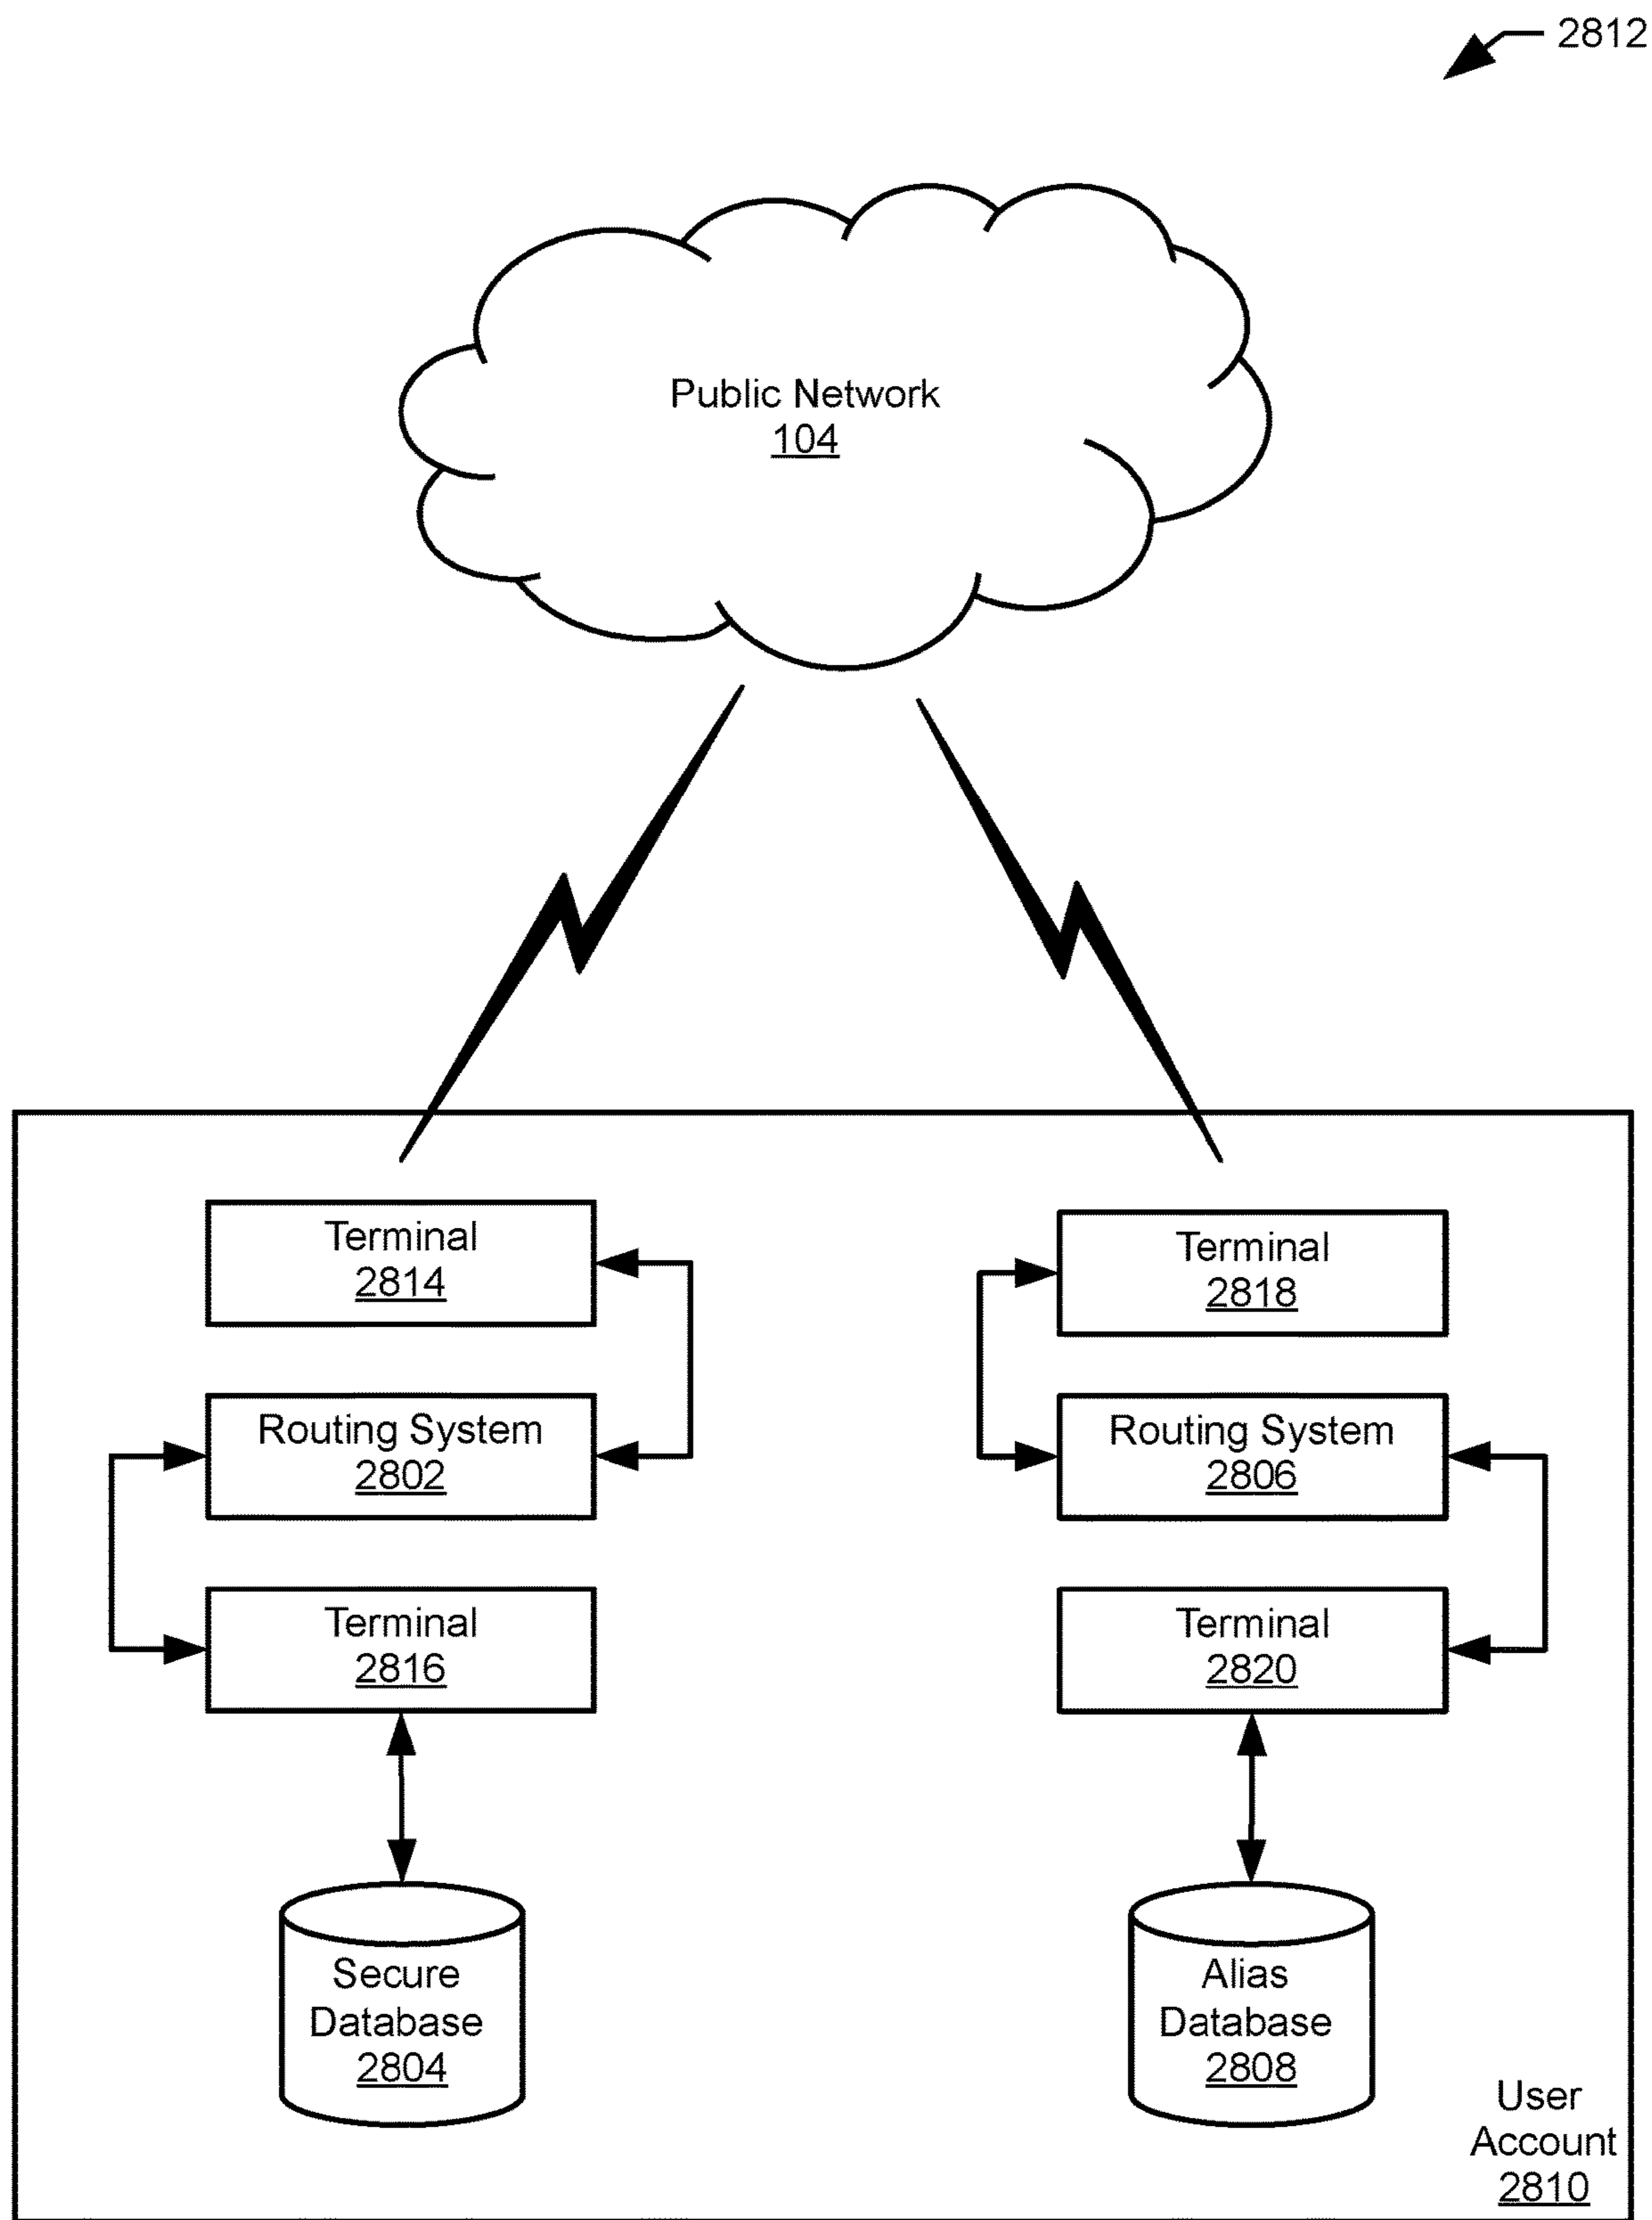 2812
Public Network
104
Terminal
2814
Terminal
2818
Routing System
2802
Routing System
2806
Terminal
2816
Terminal
2820
Secure
Database
2804
Alias
Database
2808
User
Account
2810